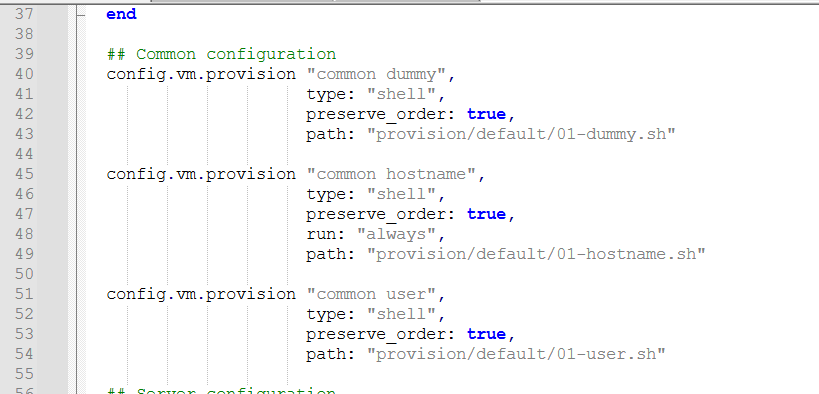 37 end
38
39 ## Common configuration
40 config.vm.provision "common dummy",
41 type: "shell",
42 preserve_order: true,
43 path: "provision/default/01-dummy.sh"
44
45 config.vm.provision "common hostname",
46 type: "shell",
47 preserve_order: true,
48 run: "always",
49 path: "provision/default/01-hostname.sh"
50
51 config.vm.provision "common user",
52 type: "shell",
53 preserve_order: true,
54 path: "provision/default/01-user.sh"
55
56 ## Server configuration